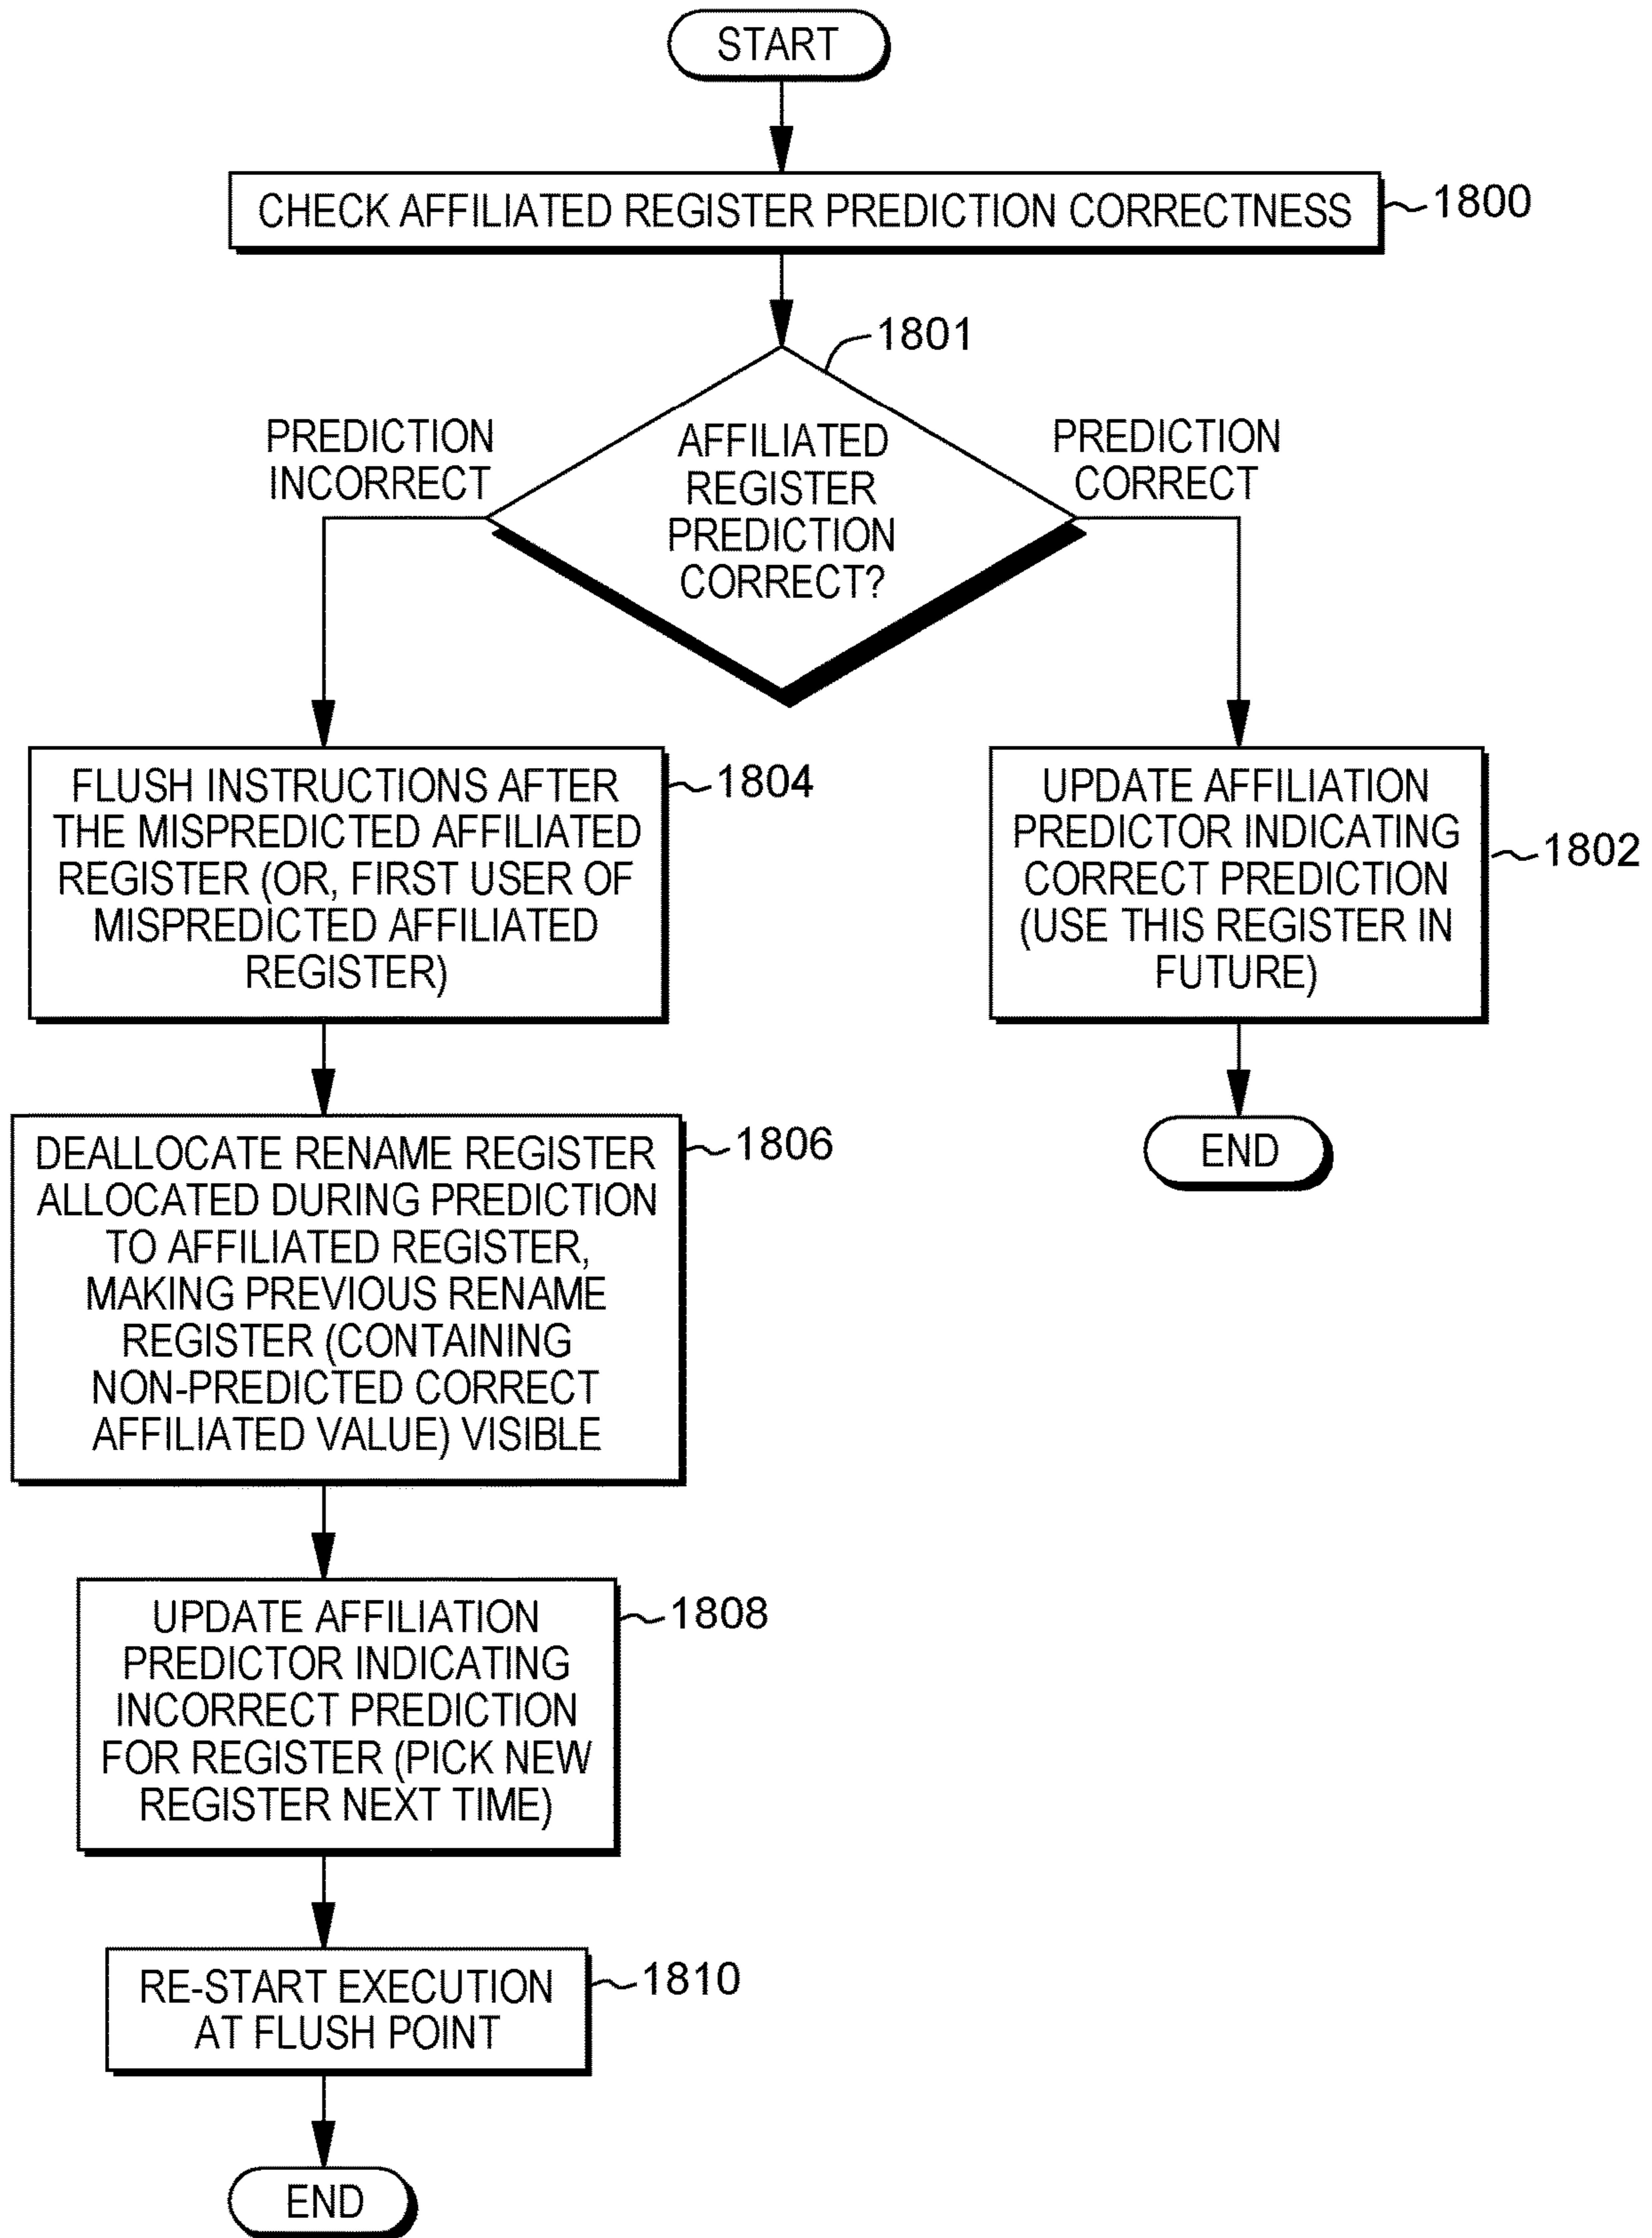 START
CHECK AFFILIATED REGISTER PREDICTION CORRECTNESS
1800
1801
AFFILIATED
REGISTER
PREDICTION
CORRECT?
PREDICTION
INCORRECT
PREDICTION
CORRECT
FLUSH INSTRUCTIONS AFTER
THE MISPREDICTED AFFILIATED
REGISTER (OR, FIRST USER OF
MISPREDICTED AFFILIATED
REGISTER)
1804
UPDATE AFFILIATION
PREDICTOR INDICATING
CORRECT PREDICTION
(USE THIS REGISTER IN
FUTURE)
1802
END
DEALLOCATE RENAME REGISTER
ALLOCATED DURING PREDICTION
TO AFFILIATED REGISTER,
MAKING PREVIOUS RENAME
REGISTER (CONTAINING
NON-PREDICTED CORRECT
AFFILIATED VALUE) VISIBLE
1806
UPDATE AFFILIATION
PREDICTOR INDICATING
INCORRECT PREDICTION
FOR REGISTER (PICK NEW
REGISTER NEXT TIME)
1808
RE-START EXECUTION
AT FLUSH POINT
1810
END